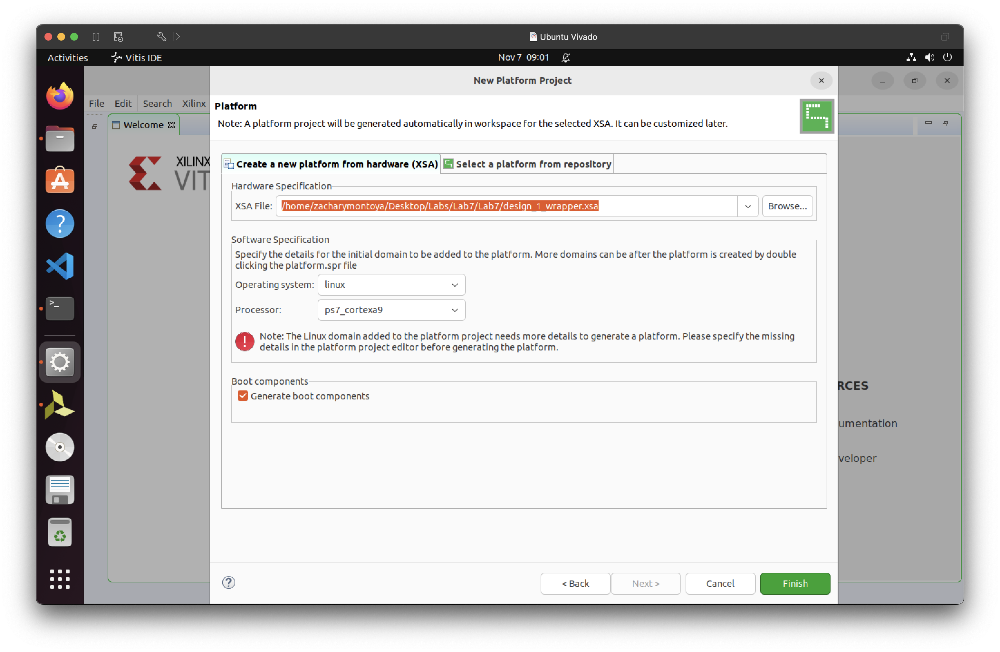 Ubuntu Vivado
Activities
Vitis IDE
Nov 7 09:01
New Platform Project
File Edit Search Xilinx
Platform
Note: A platform project will be generated automatically in workspace for the selected XSA. It can be customized later.
Welcome
XILINX
VIT
Create a new platform from hardware (XSA)
Select a platform from repository
Hardware Specification
XSA File: /home/zacharymontoya/Desktop/Labs/Lab7/Lab7/design_1_wrapper.xsa
Browse...
Software Specification
Specify the details for the initial domain to be added to the platform. More domains can be after the platform is created by double
clicking the platform.spr file
Operating system: linux
Processor: ps7_cortexa9
Note: The Linux domain added to the platform project needs more details to generate a platform. Please specify the missing
details in the platform project editor before generating the platform.
Boot components
Generate boot components
RCES
umentation
veloper
< Back
Next >
Cancel
Finish